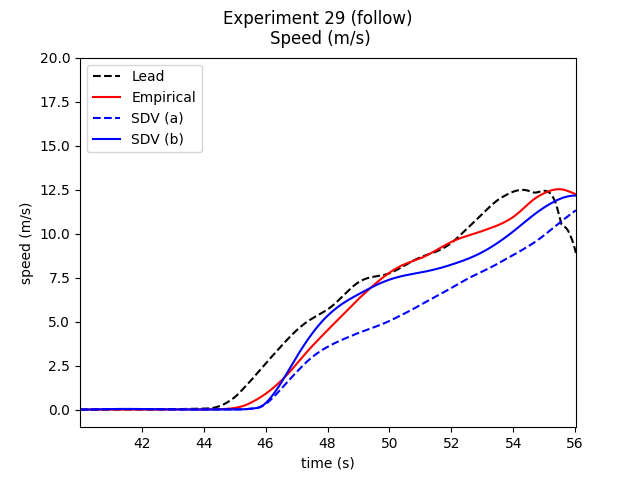 Experiment 29 (follow)
Speed (m/s)
20.0
17.5
15.0
12.5
10.0
7.5
5.0
2.5
0.0
speed (m/s)
Lead
Empirical
SDV (a)
SDV (b)
42 44 46 48 50 52 54 56
time (s)